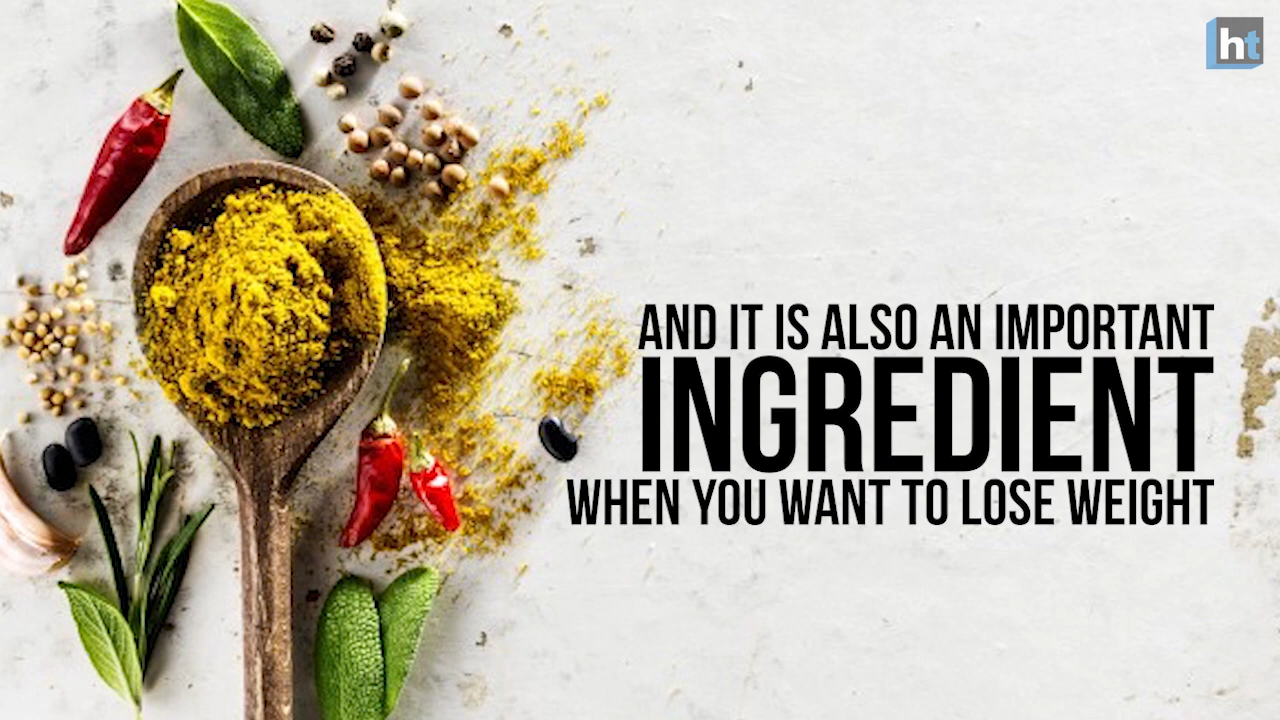 ht
AND IT IS ALSO AN IMPORTANT
INGREDIENT
WHEN YOU WANT TO LOSE WEIGHT